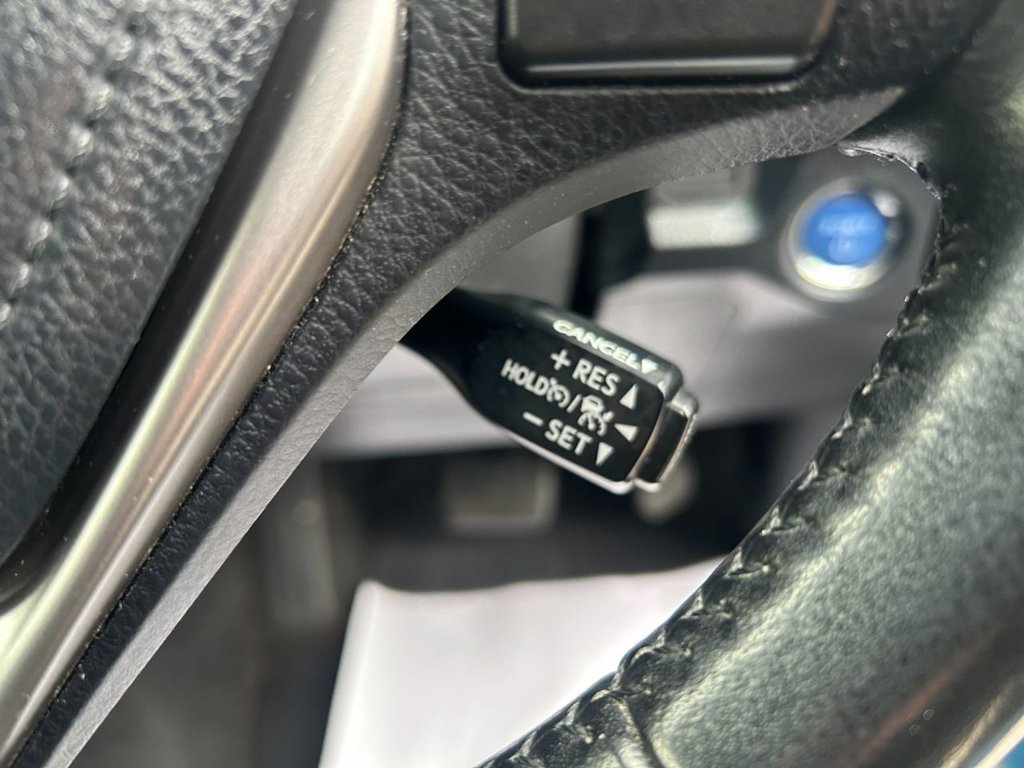 CANCEL▼
+ RES ▲
HOLD /
− SET ▼